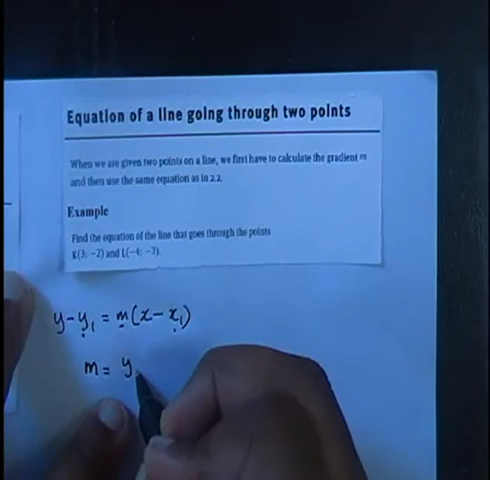 Equation of a line going through two points
When we are given two points on a line, we first have to calculate the gradient m
and then use the same equation as in 2.2.
Example
Find the equation of the line that goes through the points
K(3; −2) and L(−4; −3).
y-y₁ = m(x-x₁)
m = y